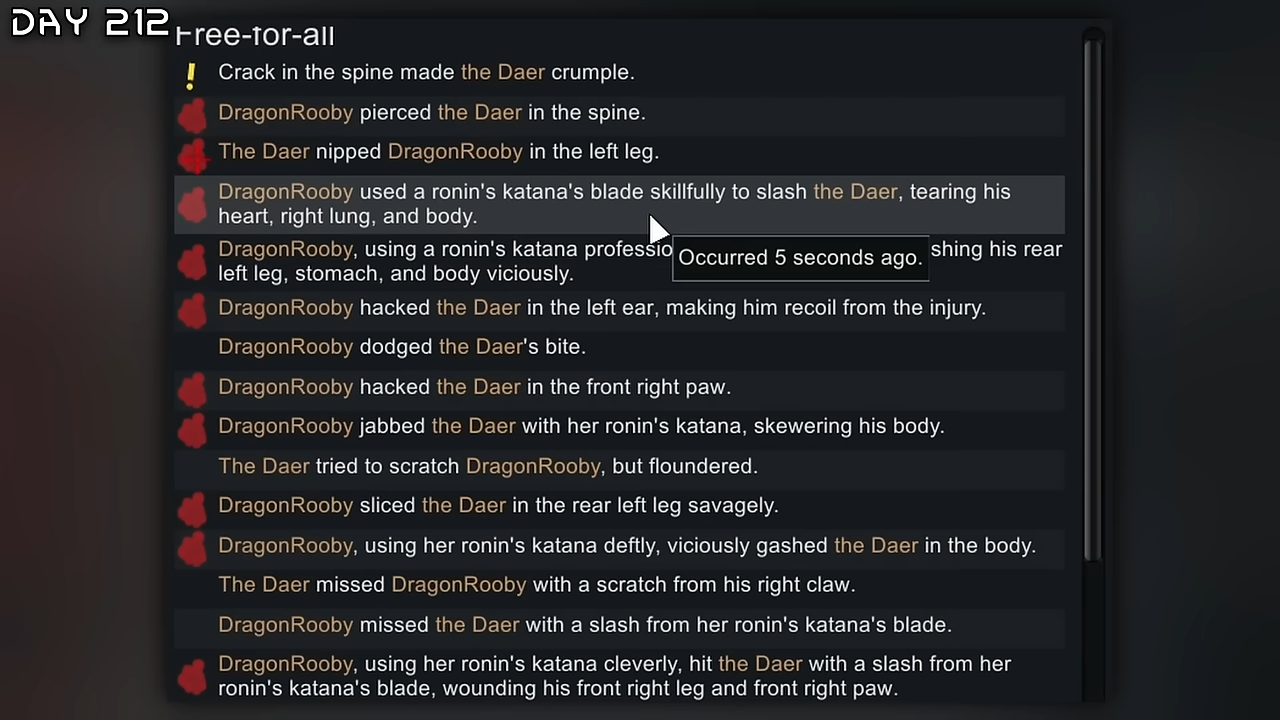 DAY 212
Free-for-all
Crack in the spine made the Daer crumple.
DragonRooby pierced the Daer in the spine.
The Daer nipped DragonRooby in the left leg.
DragonRooby used a ronin's katana's blade skillfully to slash the Daer, tearing his
heart, right lung, and body.
DragonRooby, using a ronin's katana professio shing his rear
Occurred 5 seconds ago.
left leg, stomach, and body viciously.
DragonRooby hacked the Daer in the left ear, making him recoil from the injury.
DragonRooby dodged the Daer's bite.
DragonRooby hacked the Daer in the front right paw.
DragonRooby jabbed the Daer with her ronin's katana, skewering his body.
The Daer tried to scratch DragonRooby, but floundered.
DragonRooby sliced the Daer in the rear left leg savagely.
DragonRooby, using her ronin's katana deftly, viciously gashed the Daer in the body.
The Daer missed DragonRooby with a scratch from his right claw.
DragonRooby missed the Daer with a slash from her ronin's katana's blade.
DragonRooby, using her ronin's katana cleverly, hit the Daer with a slash from her
ronin's katana's blade, wounding his front right leg and front right paw.